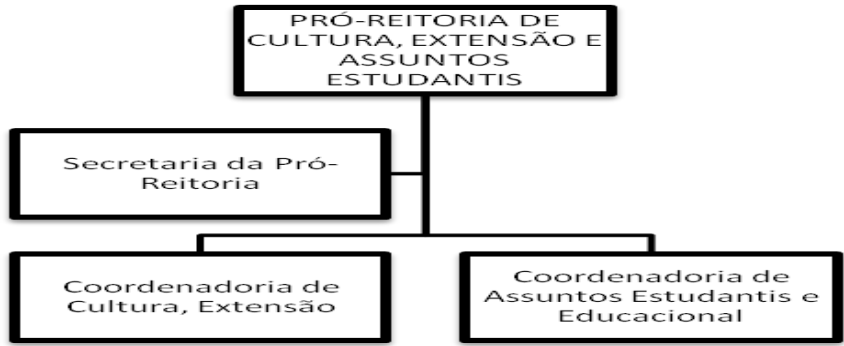 PRÓ-REITORIA DE
CULTURA, EXTENSÃO E
ASSUNTOS
ESTUDANTIS
Secretaria da Pró-
Reitoria
Coordenadoria de
Cultura, Extensão
Coordenadoria de
Assuntos Estudantis e
Educacional